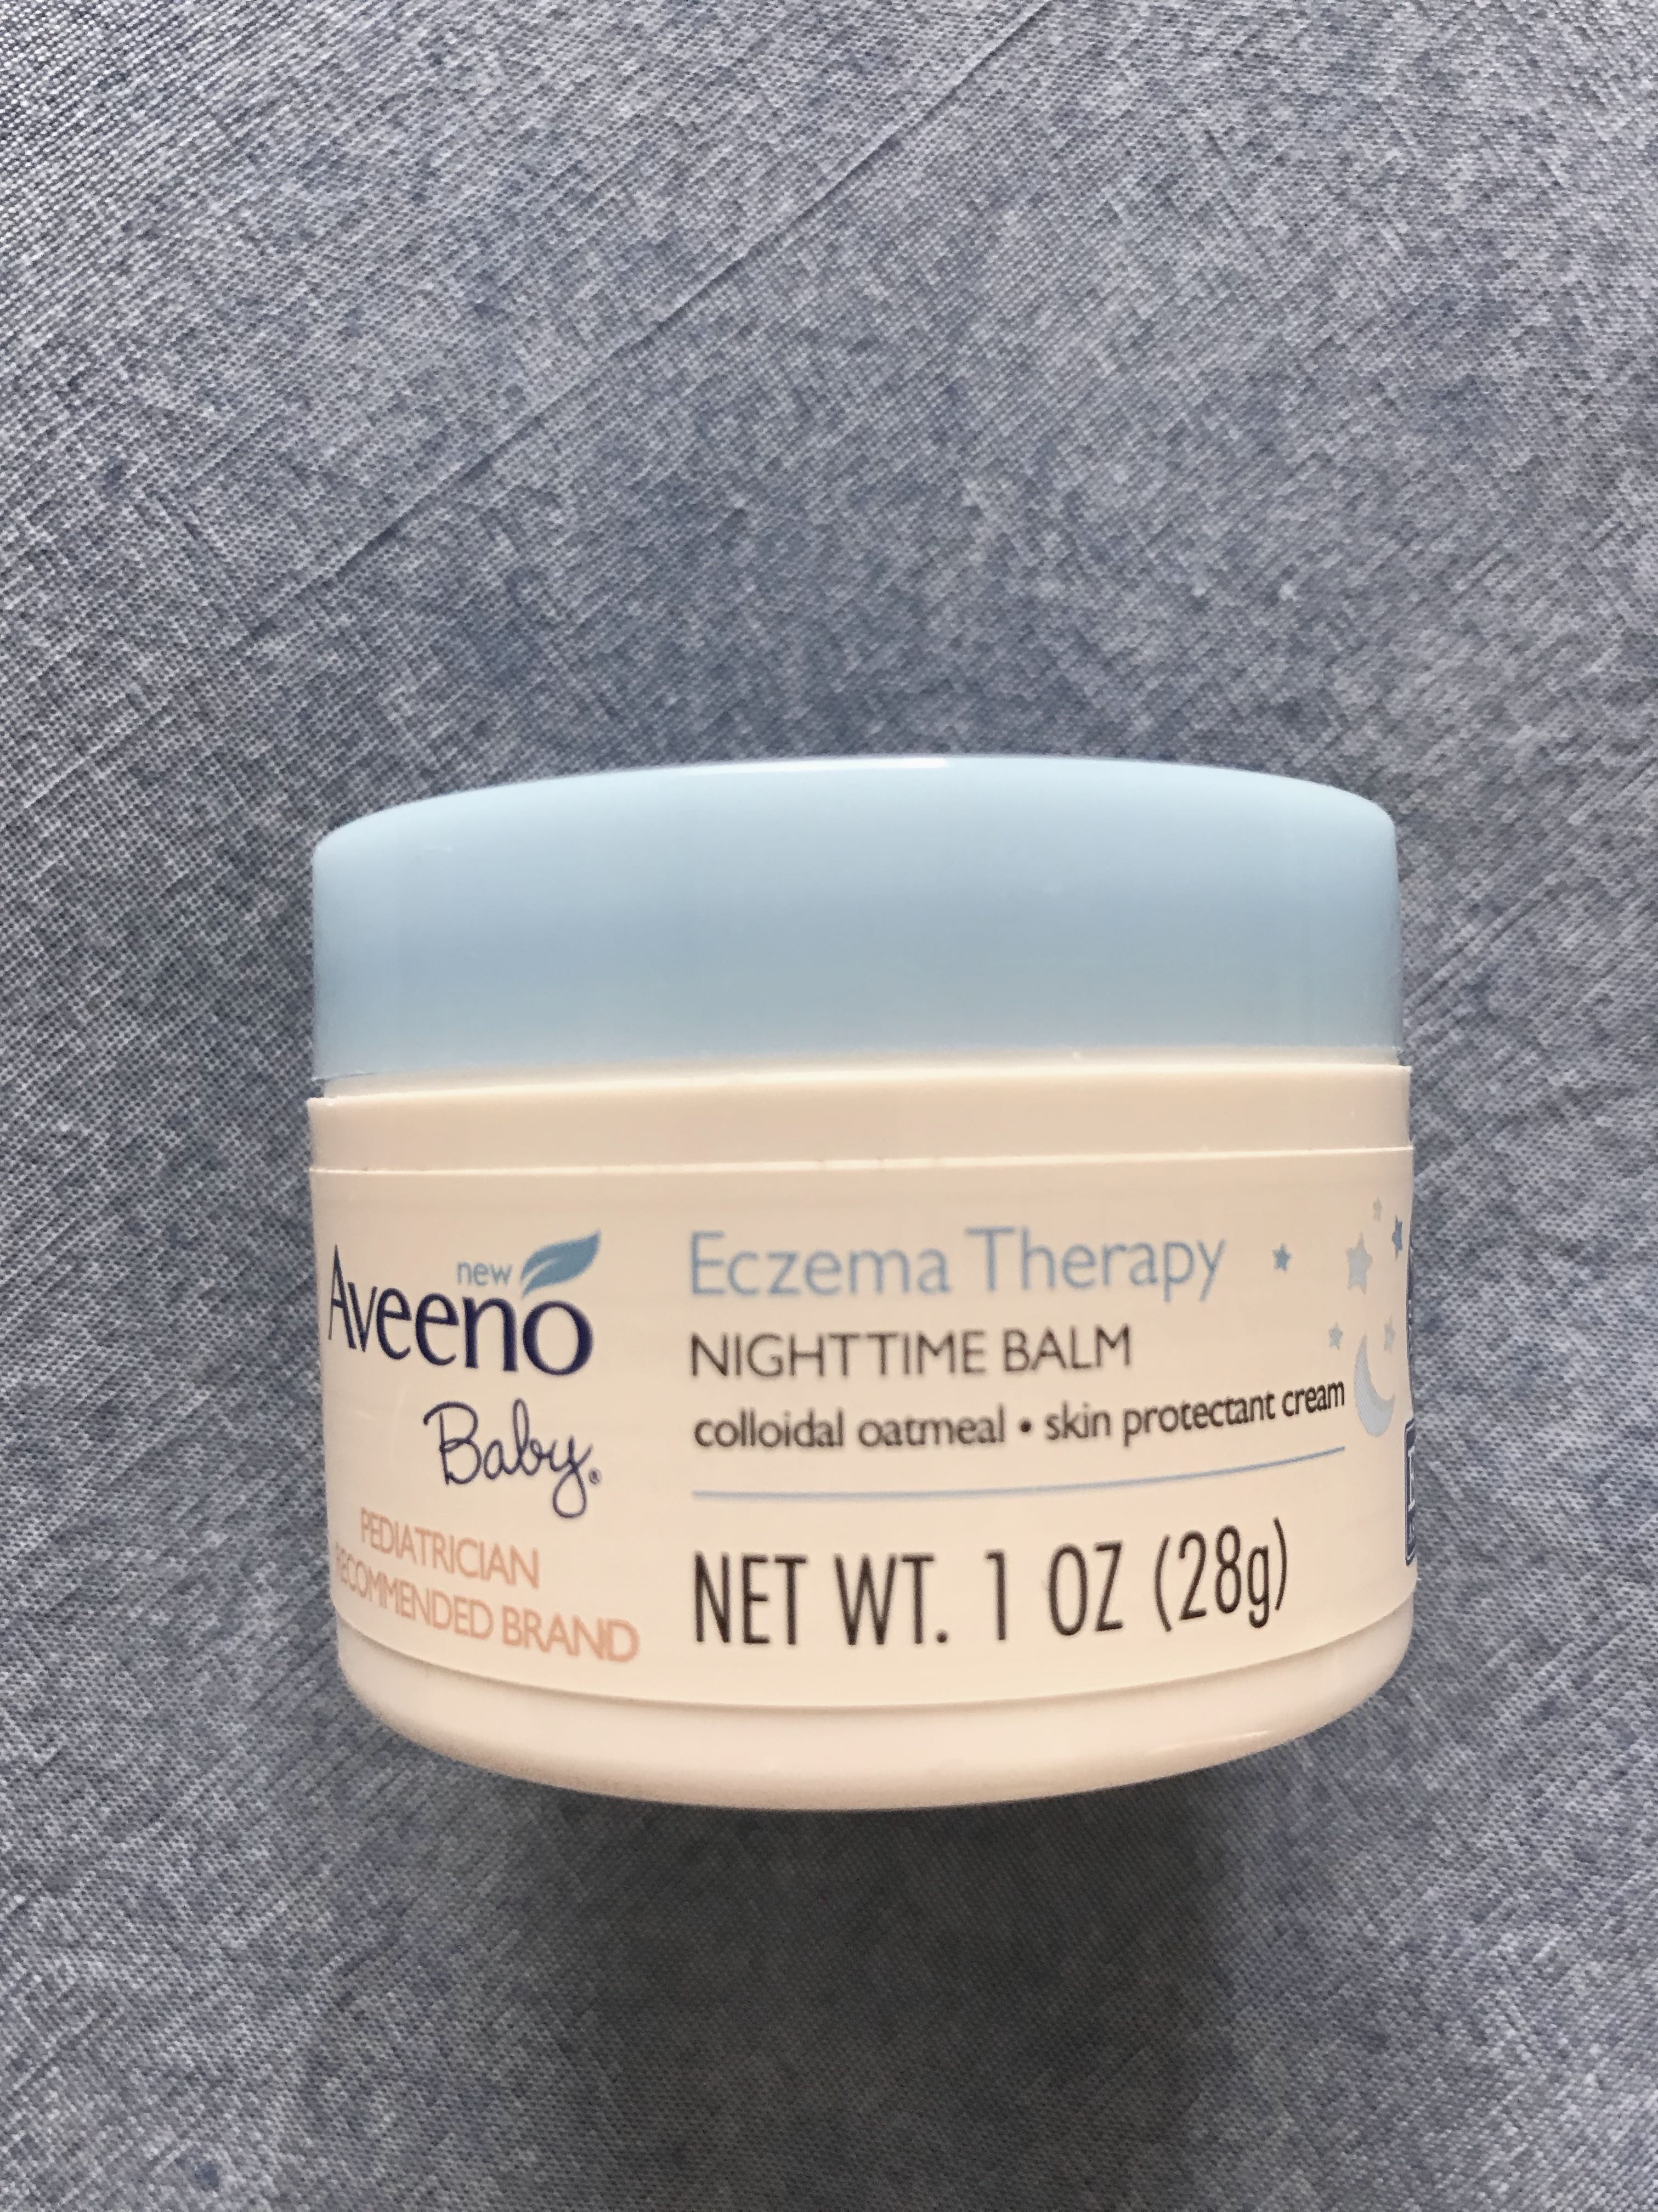 new
Aveeno
Baby®
PEDIATRICIAN
RECOMMENDED BRAND
Eczema Therapy
NIGHTTIME BALM
colloidal oatmeal • skin protectant cream
NET WT. 1 OZ (28g)